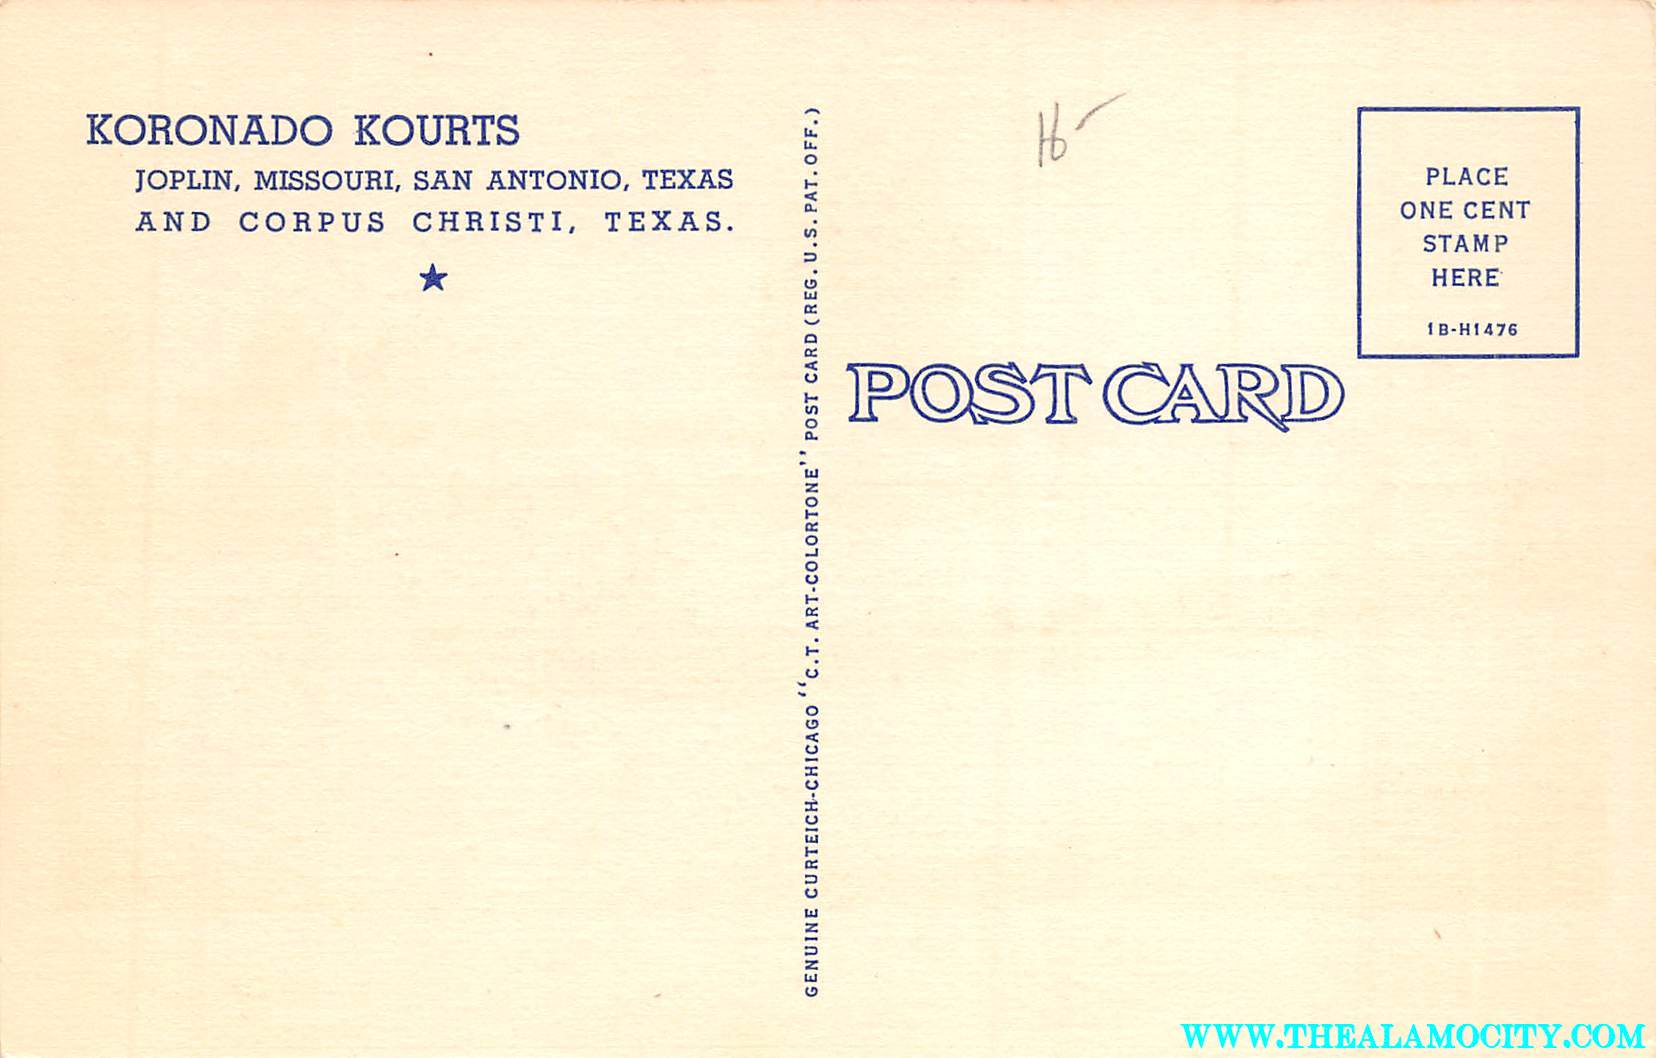 KORONADO KOURTS
JOPLIN, MISSOURI, SAN ANTONIO, TEXAS
AND CORPUS CHRISTI, TEXAS.
GENUINE CURTEICH-CHICAGO "C.T. ART-COLORTONE" POST CARD (REG. U.S. PAT. OFF.)
PLACE
ONE CENT
STAMP
HERE
1B-H1476
POST CARD
WWW.THEALAMOCITY.COM